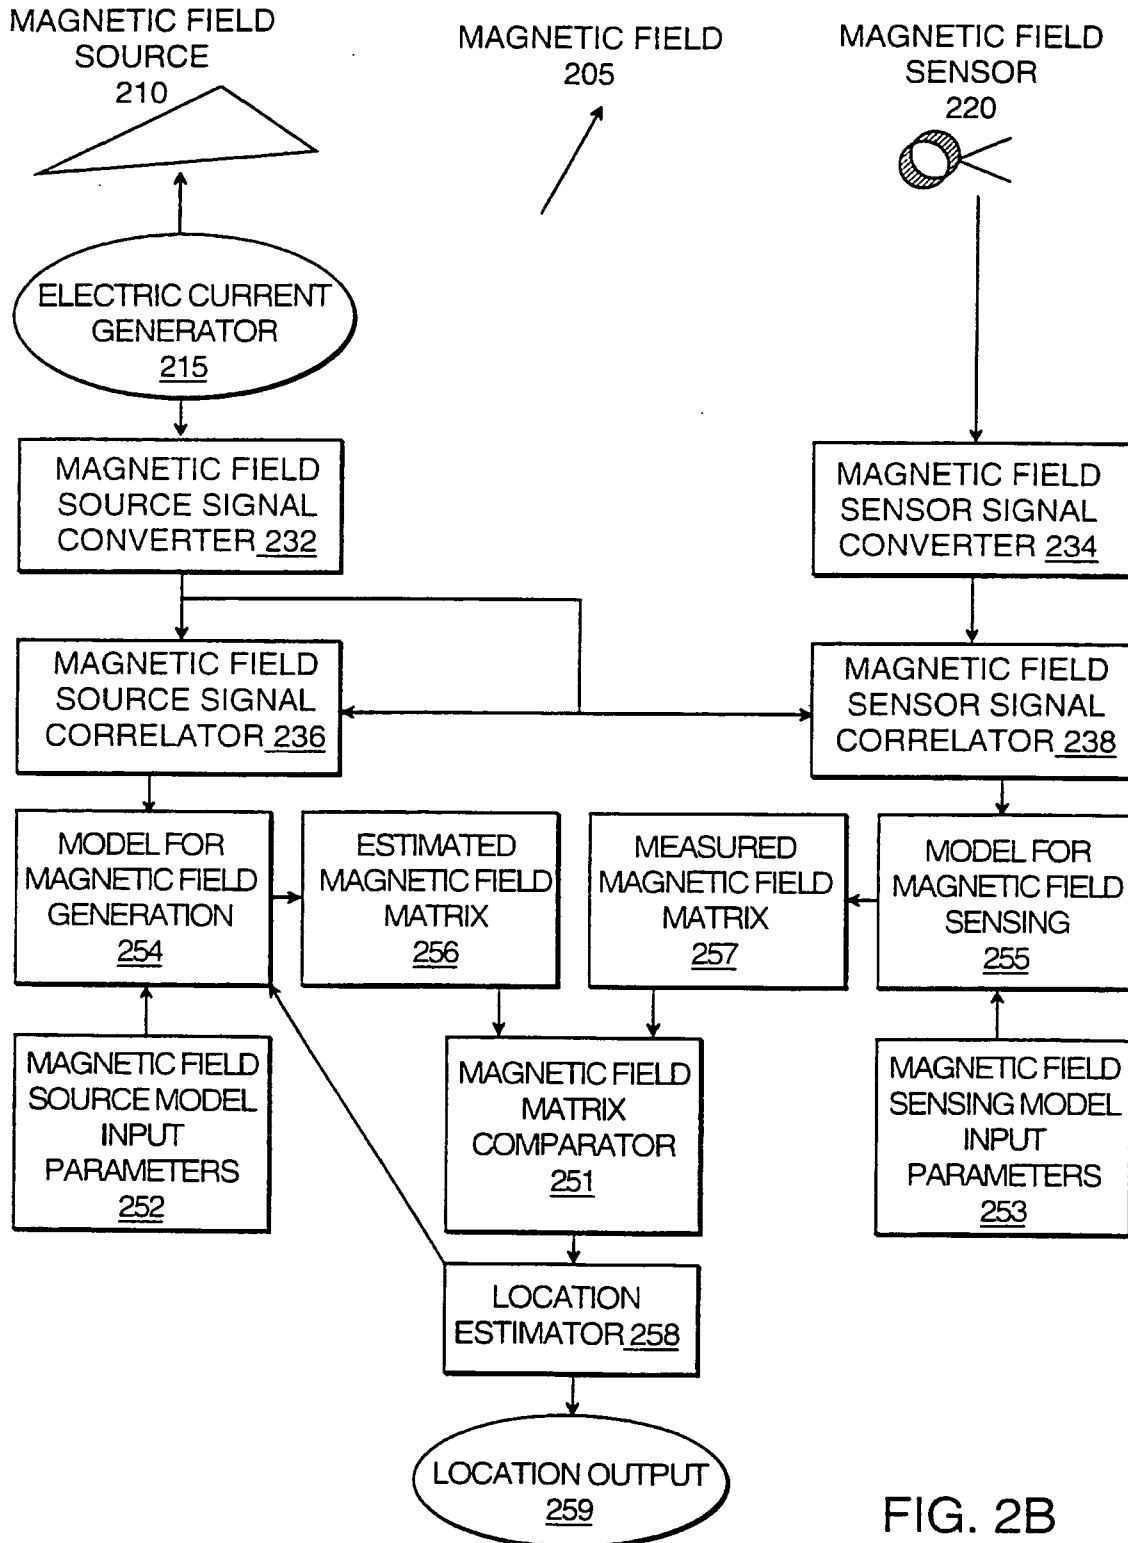 MAGNETIC FIELD
SOURCE
210
MAGNETIC FIELD
205
MAGNETIC FIELD
SENSOR
220
ELECTRIC CURRENT
GENERATOR
215
MAGNETIC FIELD
SOURCE SIGNAL
CONVERTER 232
MAGNETIC FIELD
SENSOR SIGNAL
CONVERTER 234
MAGNETIC FIELD
SOURCE SIGNAL
CORRELATOR 236
MAGNETIC FIELD
SENSOR SIGNAL
CORRELATOR 238
MODEL FOR
MAGNETIC FIELD
GENERATION
254
ESTIMATED
MAGNETIC FIELD
MATRIX
256
MEASURED
MAGNETIC FIELD
MATRIX
257
MODEL FOR
MAGNETIC FIELD
SENSING
255
MAGNETIC FIELD
SOURCE MODEL
INPUT
PARAMETERS
252
MAGNETIC FIELD
MATRIX
COMPARATOR
251
MAGNETIC FIELD
SENSING MODEL
INPUT
PARAMETERS
253
LOCATION
ESTIMATOR 258
LOCATION OUTPUT
259
FIG. 2B